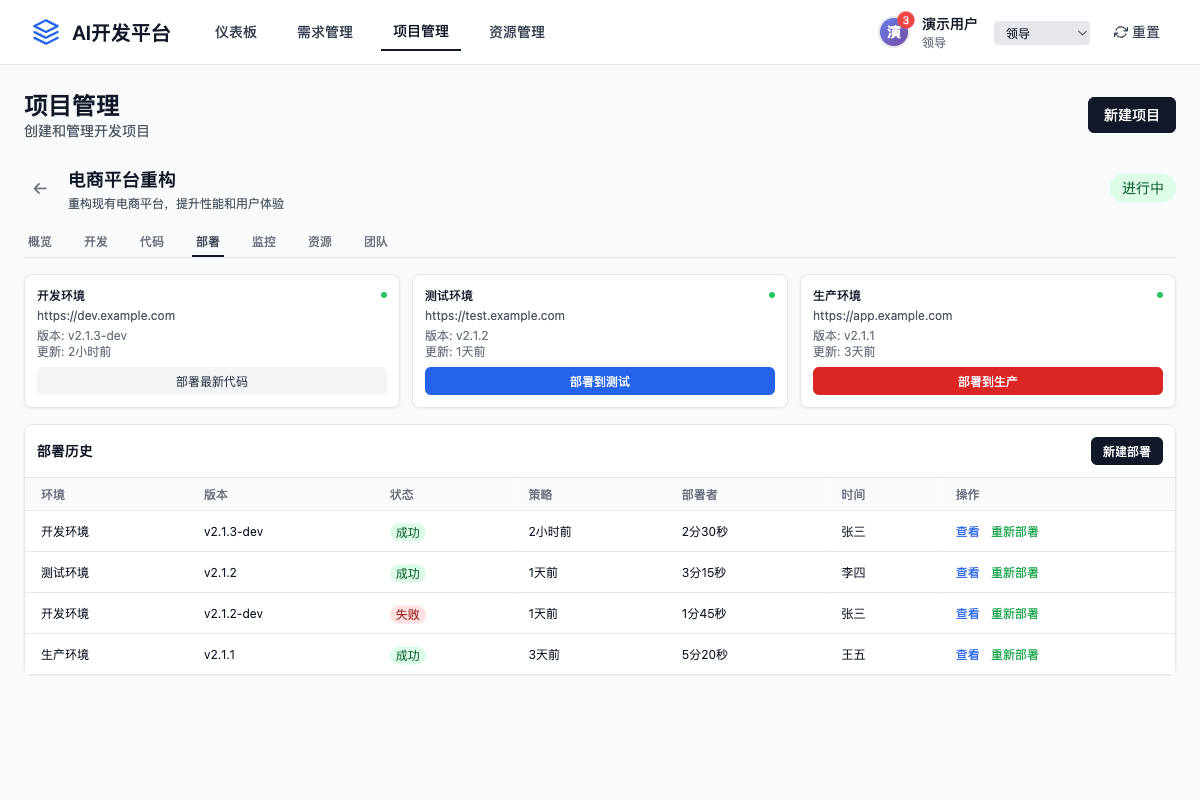 AI开发平台
仪表板
需求管理
项目管理
资源管理
演
3
演示用户
领导
领导
重置
项目管理
创建和管理开发项目
新建项目
电商平台重构
重构现有电商平台，提升性能和用户体验
进行中
概览 开发 代码 部署 监控 资源 团队
开发环境
https://dev.example.com
版本: v2.1.3-dev
更新: 2小时前
部署最新代码
测试环境
https://test.example.com
版本: v2.1.2
更新: 1天前
部署到测试
生产环境
https://app.example.com
版本: v2.1.1
更新: 3天前
部署到生产
部署历史
新建部署
环境 版本 状态 策略 部署者 时间 操作
开发环境 v2.1.3-dev 成功 2小时前 2分30秒 张三 查看 重新部署
测试环境 v2.1.2 成功 1天前 3分15秒 李四 查看 重新部署
开发环境 v2.1.2-dev 失败 1天前 1分45秒 张三 查看 重新部署
生产环境 v2.1.1 成功 3天前 5分20秒 王五 查看 重新部署